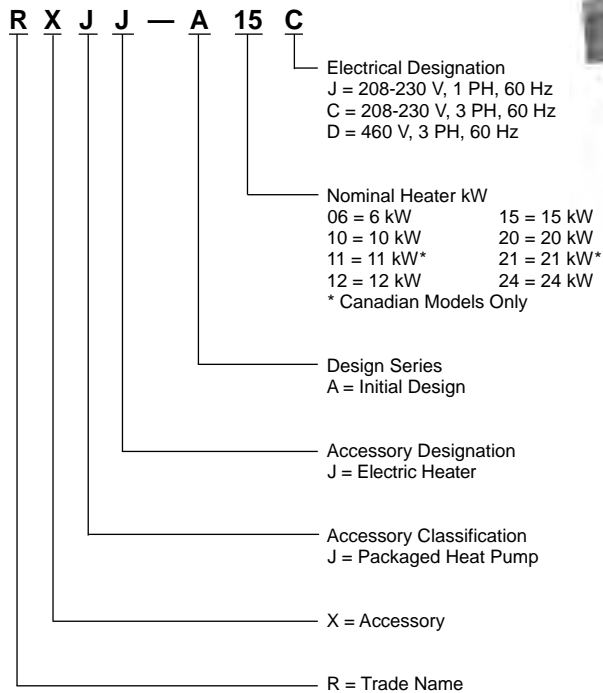 R X J J — A 15 C
Electrical Designation
J = 208-230 V, 1 PH, 60 Hz
C = 208-230 V, 3 PH, 60 Hz
D = 460 V, 3 PH, 60 Hz
Nominal Heater kW
06 = 6 kW 15 = 15 kW
10 = 10 kW 20 = 20 kW
11 = 11 kW* 21 = 21 kW*
12 = 12 kW 24 = 24 kW
* Canadian Models Only
Design Series
A = Initial Design
Accessory Designation
J = Electric Heater
Accessory Classification
J = Packaged Heat Pump
X = Accessory
R = Trade Name